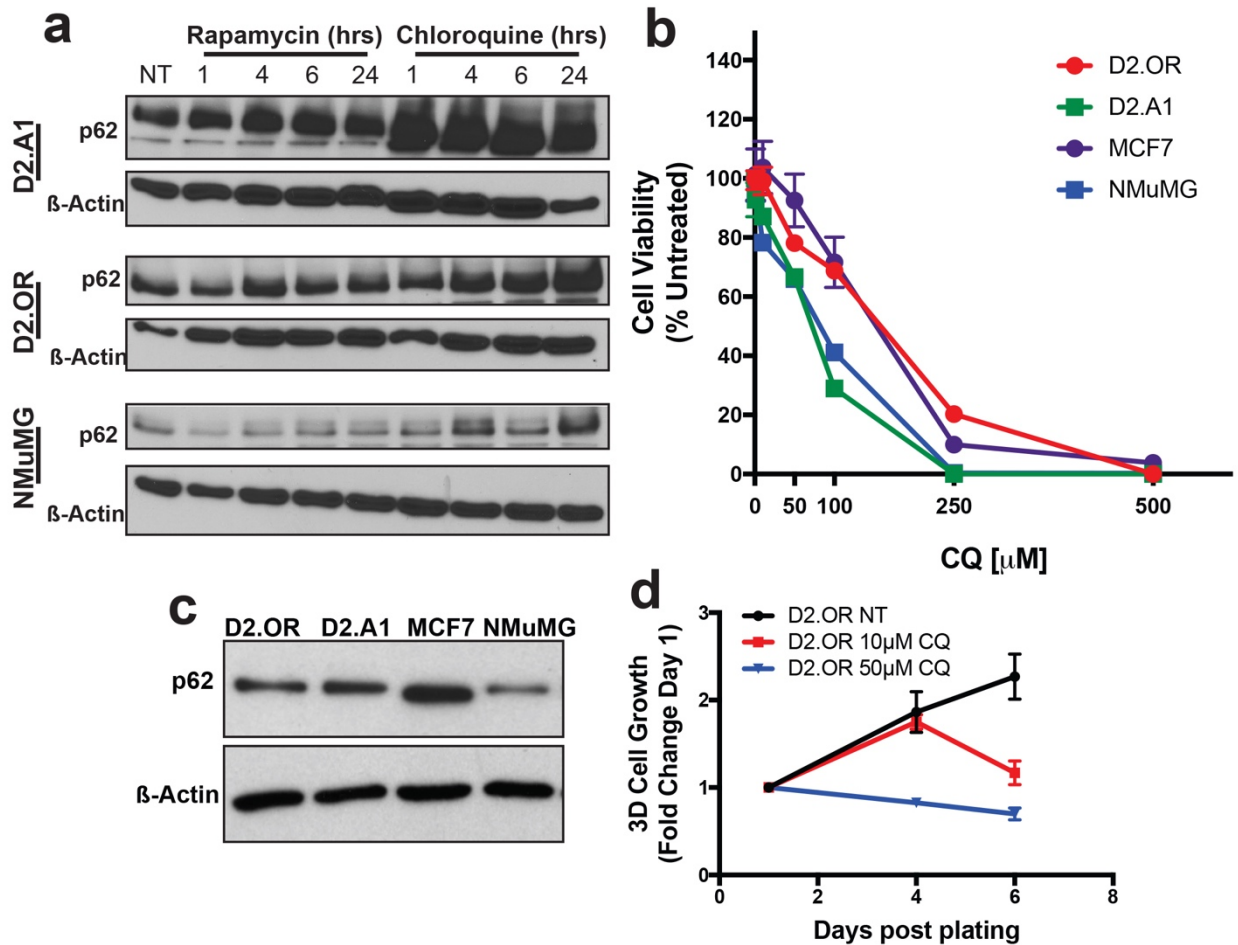 a
Rapamycin (hrs) Chloroquine (hrs)
NT 1 4 6 24 1 4 6 24
D2.A1
p62
ß-Actin
D2.OR
p62
ß-Actin
NMuMG
p62
ß-Actin
b
140
120
100
80
60
40
20
0
Cell Viability
(% Untreated)
0 50 100 250 500
CQ [µM]
D2.OR
D2.A1
MCF7
NMuMG
c
D2.OR D2.A1 MCF7 NMuMG
p62
ß-Actin
d
3
2
1
0
3D Cell Growth
(Fold Change Day 1)
D2.OR NT
D2.OR 10µM CQ
D2.OR 50µM CQ
0 2 4 6 8
Days post plating